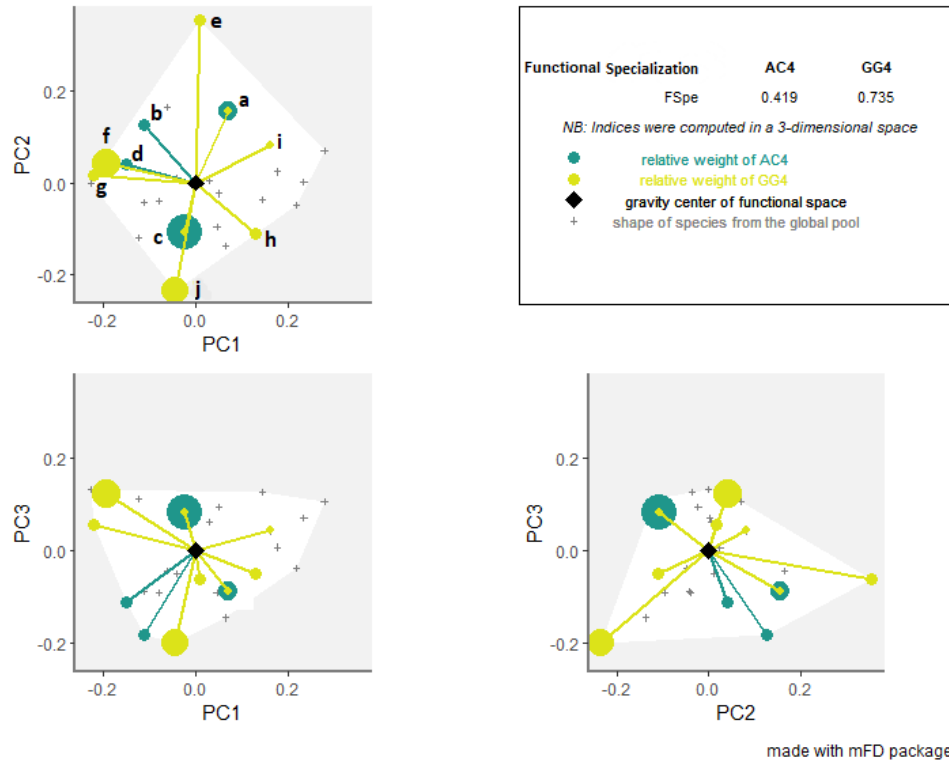 e
0.2
b
a
f
d
i
PC2
0.0
g
c
h
-0.2
j
-0.2 0.0 0.2
PC1
Functional Specialization AC4 GG4
FSpe 0.419 0.735
NB: Indices were computed in a 3-dimensional space
relative weight of AC4
relative weight of GG4
gravity center of functional space
shape of species from the global pool
0.2
PC3
0.0
-0.2
-0.2 0.0 0.2
PC1
0.2
PC3
0.0
-0.2
-0.2 0.0 0.2
PC2
made with mFD package